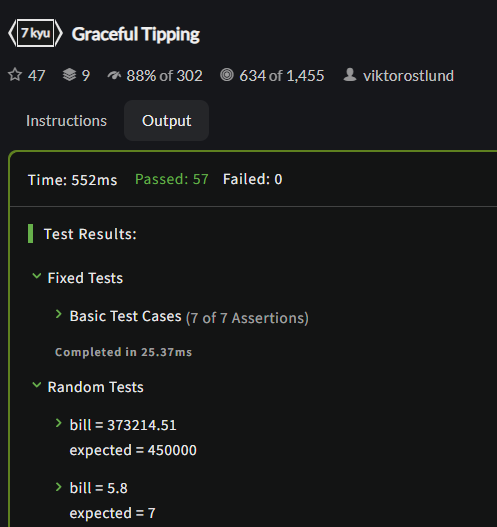 7 kyu Graceful Tipping
47 9 88% of 302 634 of 1,455 viktorostlund
Instructions Output
Time: 552ms Passed: 57 Failed: 0
Test Results:
Fixed Tests
Basic Test Cases (7 of 7 Assertions)
Completed in 25.37ms
Random Tests
bill = 373214.51
expected = 450000
bill = 5.8
expected = 7